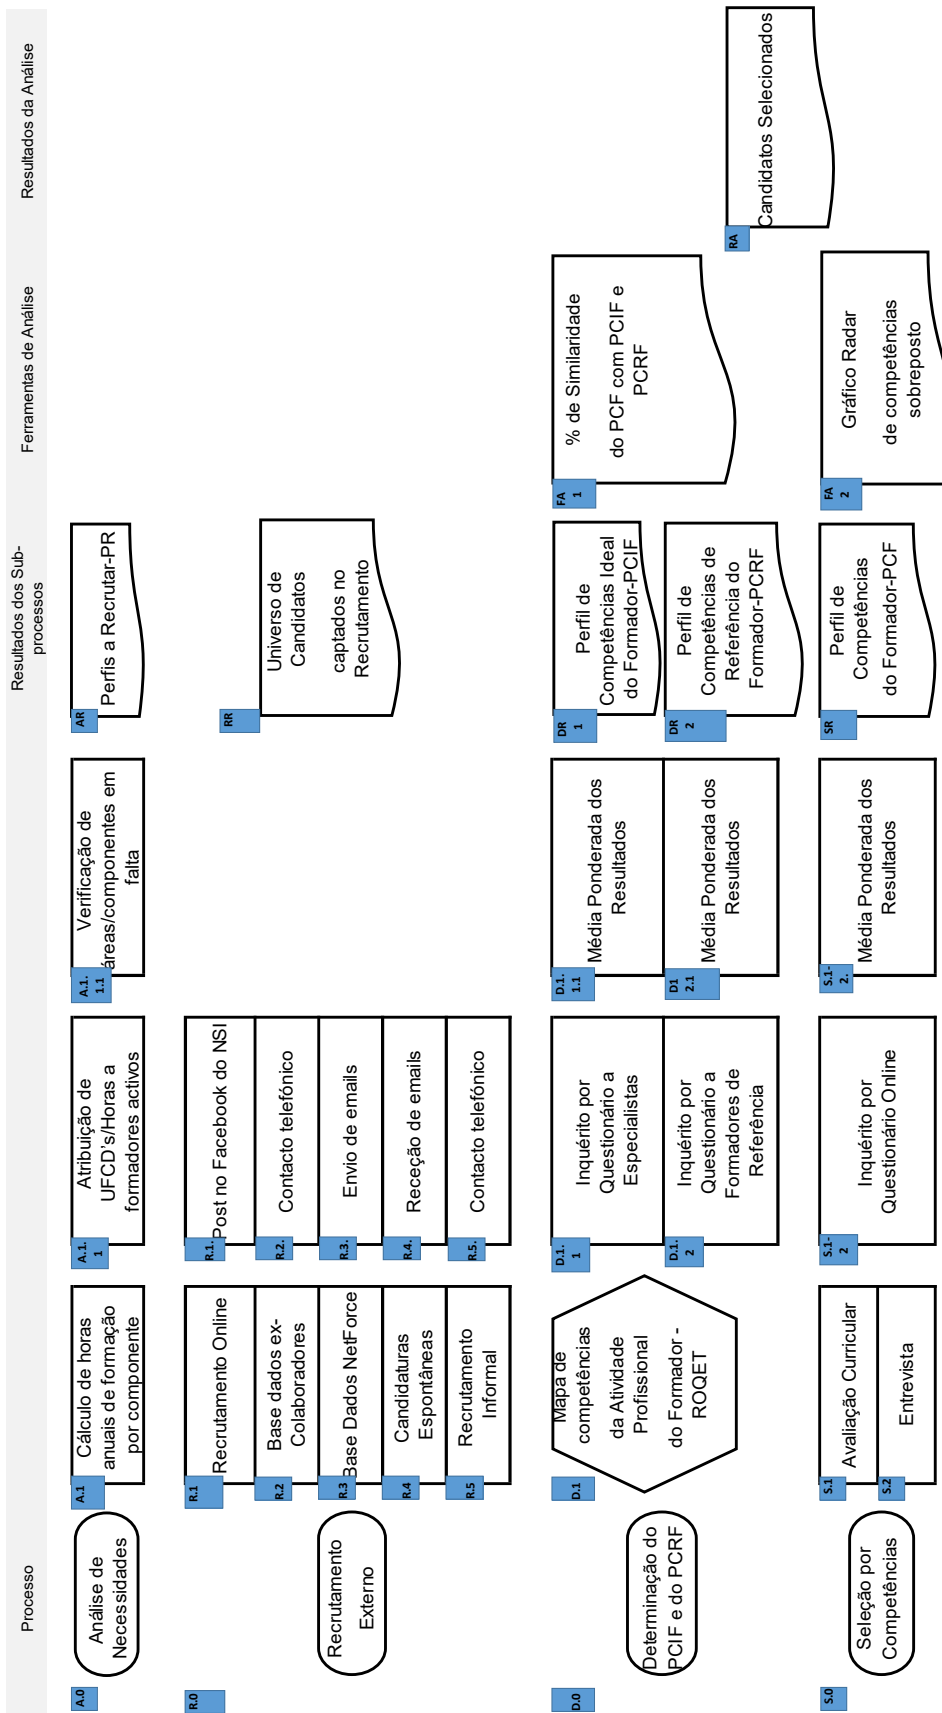 Processo
Resultados dos Sub-
processos
Ferramentas de Análise
Resultados da Análise
A.0
Análise de
Necessidades
A.1
Cálculo de horas
anuais de formação
por componente
A.1.
1
Atribuição de
UFCD's/Horas a
formadores activos
A.1.
1.1
Verificação de
áreas/componentes em
falta
AR
Perfis a Recrutar-PR
R.0
Recrutamento
Externo
R.1
Recrutamento Online
R.1.
Post no Facebook do NSI
R.2
Base dados ex-
Colaboradores
R.2.
Contacto telefónico
R.3
Base Dados NetForce
R.3.
Envio de emails
R.4
Candidaturas
Espontâneas
R.4.
Receção de emails
R.5
Recrutamento
Informal
R.5.
Contacto telefónico
RR
Universo de
Candidatos
captados no
Recrutamento
D.0
Determinação do
PCIF e do PCRF
D.1
Mapa de
competências
da Atividade
Profissional
do Formador -
ROQET
D.1.
1
Inquérito por
Questionário a
Especialistas
D.1.
1.1
Média Ponderada dos
Resultados
DR
1
Perfil de
Competências Ideal
do Formador-PCIF
D.1.
2
Inquérito por
Questionário a
Formadores de
Referência
D1
2.1
Média Ponderada dos
Resultados
DR
2
Perfil de
Competências de
Referência do
Formador-PCRF
FA
1
% de Similaridade
do PCF com PCIF e
PCRF
RA
Candidatos Selecionados
S.0
Seleção por
Competências
S.1
Avaliação Curricular
S.2
Entrevista
S.1-
2
Inquérito por
Questionário Online
S.1-
2.
Média Ponderada dos
Resultados
SR
Perfil de
Competências
do Formador-PCF
FA
2
Gráfico Radar
de competências
sobreposto